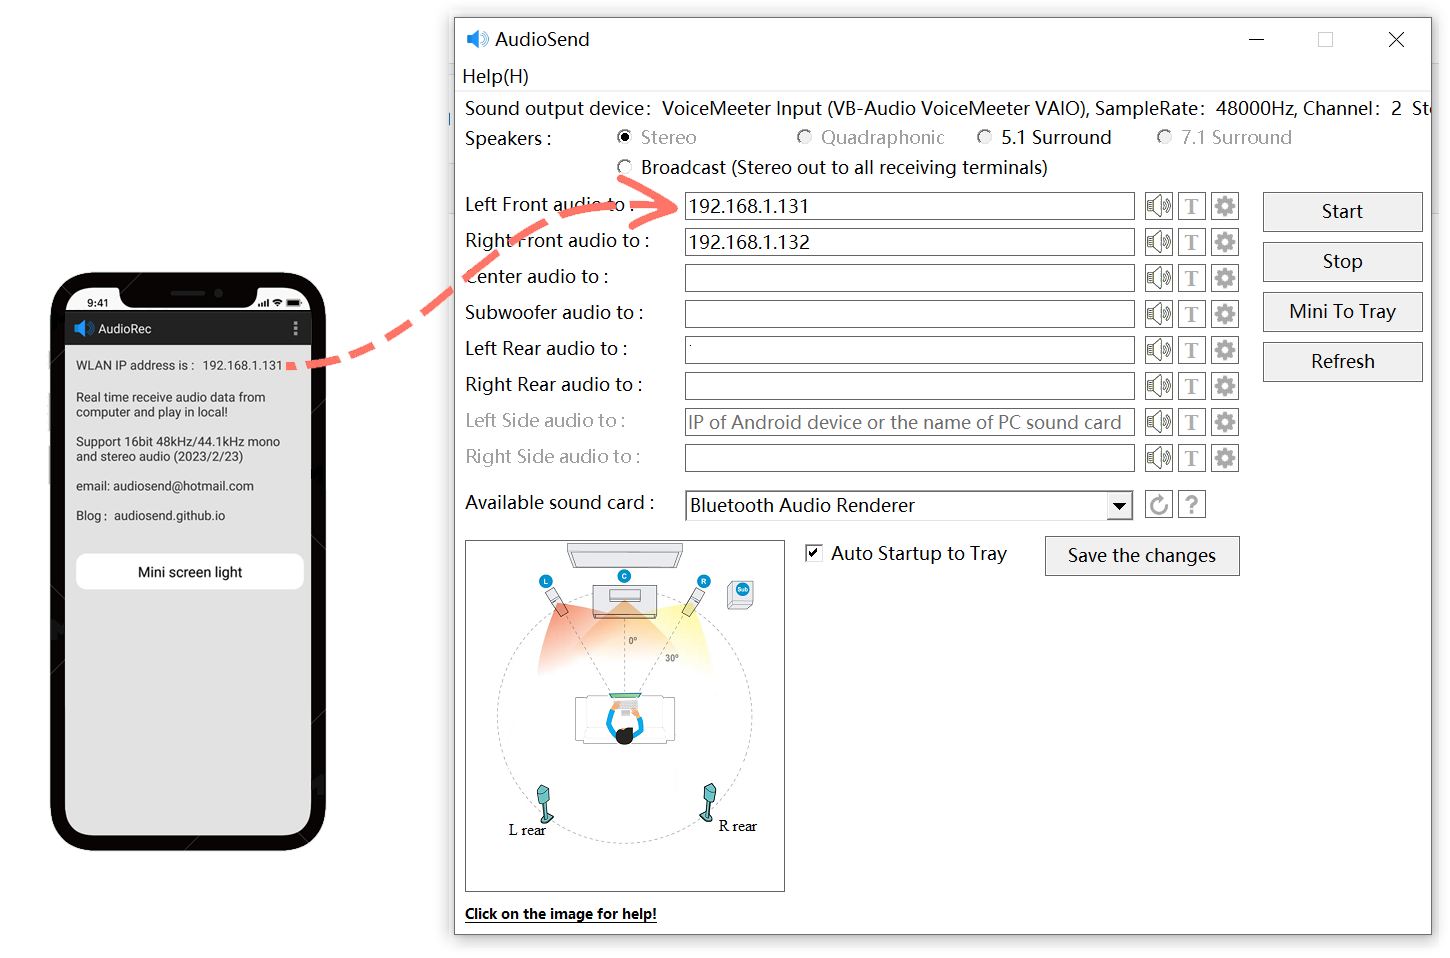 9:41
AudioRec
WLAN IP address is : 192.168.1.131
Real time receive audio data from
computer and play in local!
Support 16bit 48kHz/44.1kHz mono
and stereo audio (2023/2/23)
email: audiosend@hotmail.com
Blog : audiosend.github.io
Mini screen light
AudioSend
Help(H)
Sound output device: VoiceMeeter Input (VB-Audio VoiceMeeter VAIO), SampleRate: 48000Hz, Channel: 2 Ste
Speakers : Stereo Quadraphonic 5.1 Surround 7.1 Surround
Broadcast (Stereo out to all receiving terminals)
Left Front audio to : 192.168.1.131 T Start
Right Front audio to : 192.168.1.132 T
Stop
Center audio to : T
Subwoofer audio to : T Mini To Tray
Left Rear audio to : T Refresh
Right Rear audio to : T
Left Side audio to : IP of Android device or the name of PC sound card T
Right Side audio to : T
Available sound card : Bluetooth Audio Renderer ?
Auto Startup to Tray Save the changes
L C R Sub
0°
30°
L rear R rear
Click on the image for help!